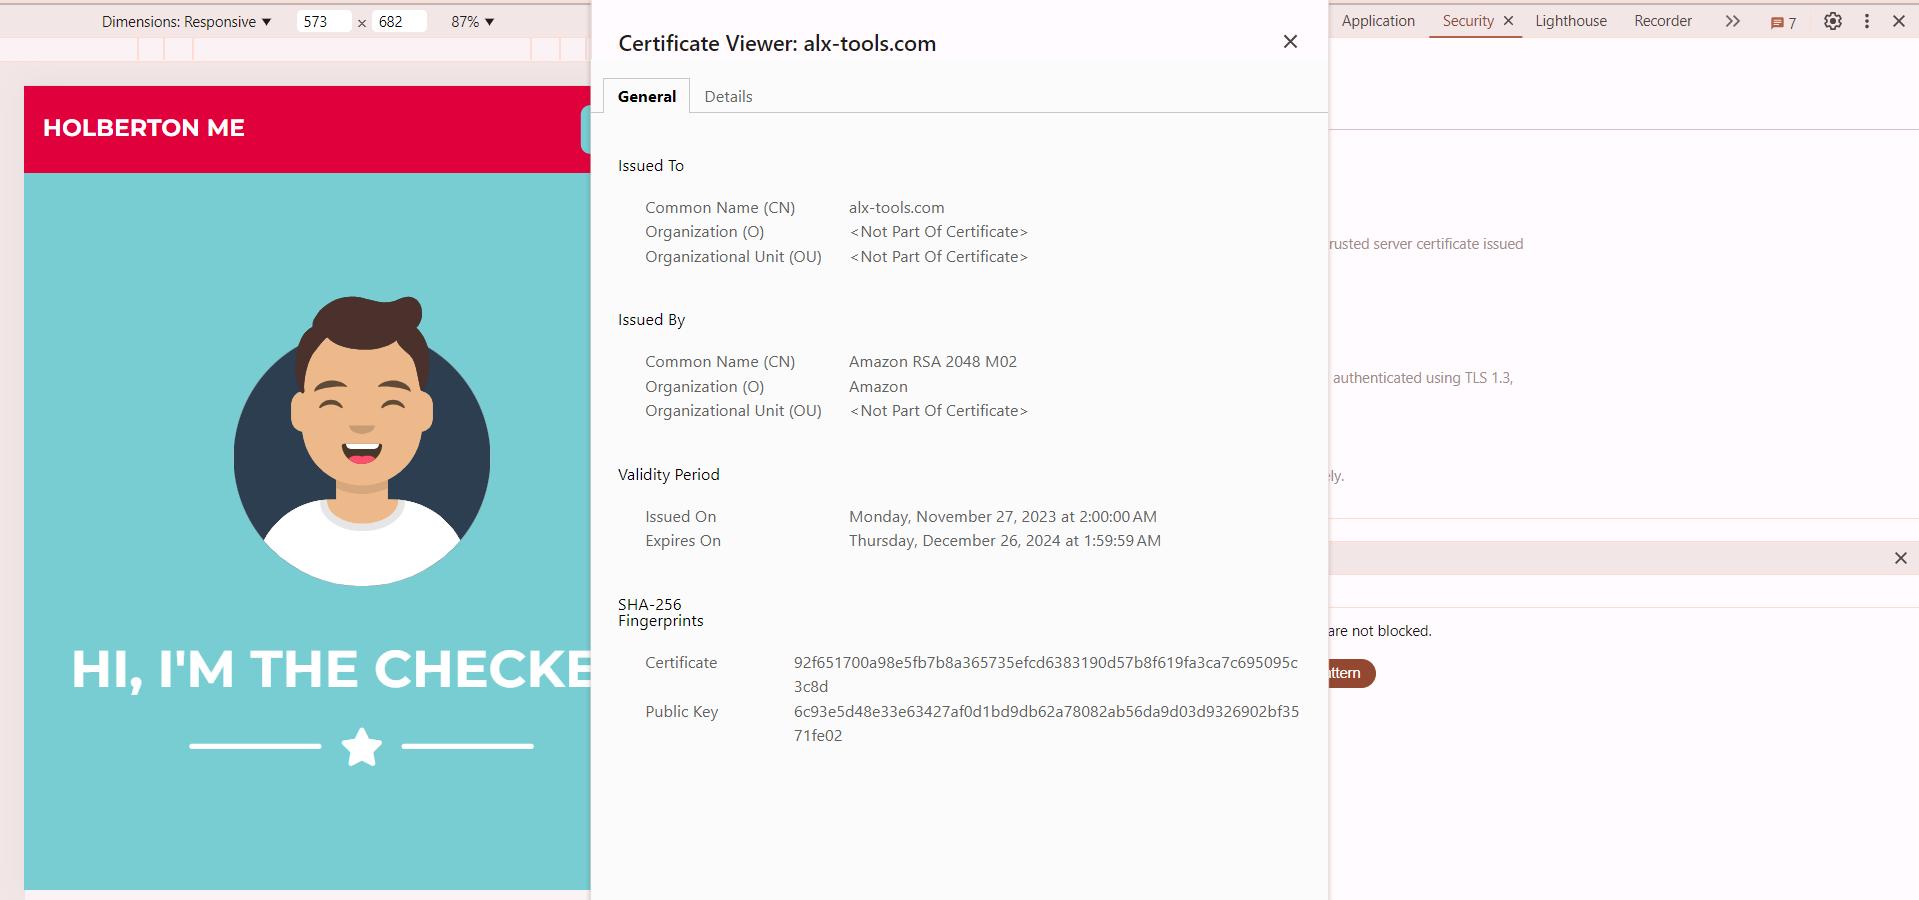 Dimensions: Responsive ▼ 573 × 682 87% ▼
HOLBERTON ME
HI, I'M THE CHECKE
Certificate Viewer: alx-tools.com
General Details
Issued To
Common Name (CN) alx-tools.com
Organization (O) <Not Part Of Certificate>
Organizational Unit (OU) <Not Part Of Certificate>
Issued By
Common Name (CN) Amazon RSA 2048 M02
Organization (O) Amazon
Organizational Unit (OU) <Not Part Of Certificate>
Validity Period
Issued On Monday, November 27, 2023 at 2:00:00 AM
Expires On Thursday, December 26, 2024 at 1:59:59 AM
SHA-256
Fingerprints
Certificate 92f651700a98e5fb7b8a365735efcd6383190d57b8f619fa3ca7c695095c
3c8d
Public Key 6c93e5d48e33e63427af0d1bd9db62a78082ab56da9d03d9326902bf35
71fe02
Application Security Lighthouse Recorder 7
rusted server certificate issued
authenticated using TLS 1.3,
ly.
are not blocked.
ttern